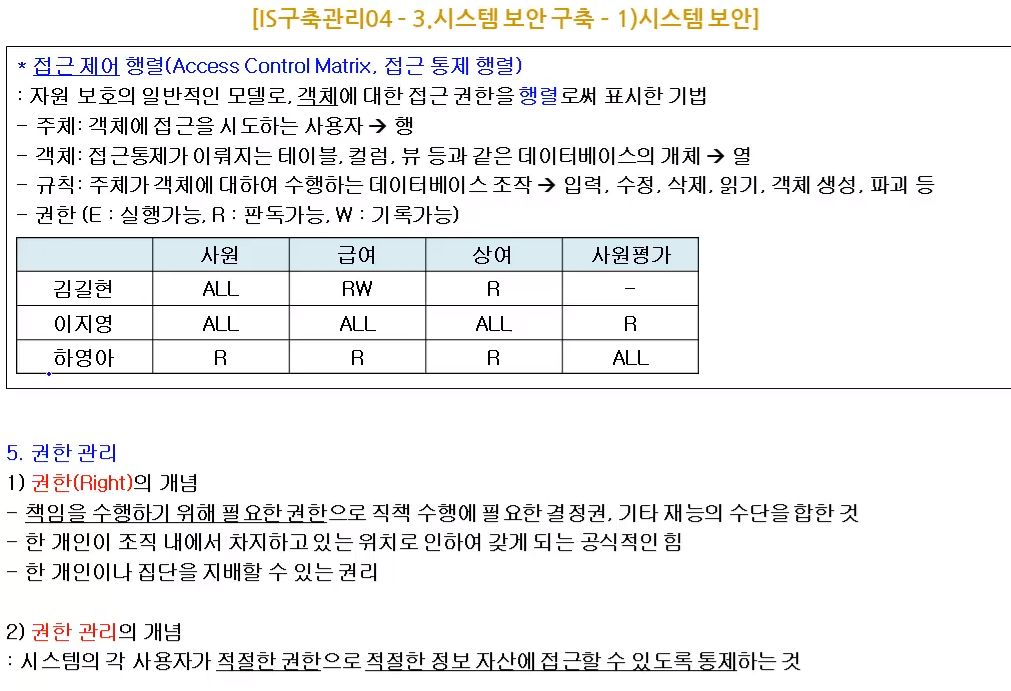 [IS구축관리04 - 3.시스템 보안 구축 - 1)시스템 보안]
* 접근 제어 행렬(Access Control Matrix, 접근 통제 행렬)
: 자원 보호의 일반적인 모델로, 객체에 대한 접근 권한을 행렬로써 표시한 기법
- 주체: 객체에 접근을 시도하는 사용자 → 행
- 객체: 접근통제가 이뤄지는 테이블, 컬럼, 뷰 등과 같은 데이터베이스의 개체 → 열
- 규칙: 주체가 객체에 대하여 수행하는 데이터베이스 조작 → 입력, 수정, 삭제, 읽기, 객체 생성, 파괴 등
- 권한 (E : 실행가능, R : 판독가능, W : 기록가능)
사원 급여 상여 사원평가
김길현 ALL RW R -
이지영 ALL ALL ALL R
하영아 R R R ALL
5. 권한 관리
1) 권한(Right)의 개념
- 책임을 수행하기 위해 필요한 권한으로 직책 수행에 필요한 결정권, 기타 재능의 수단을 합한 것
- 한 개인이 조직 내에서 차지하고 있는 위치로 인하여 갖게 되는 공식적인 힘
- 한 개인이나 집단을 지배할 수 있는 권리
2) 권한 관리의 개념
: 시스템의 각 사용자가 적절한 권한으로 적절한 정보 자산에 접근할 수 있도록 통제하는 것